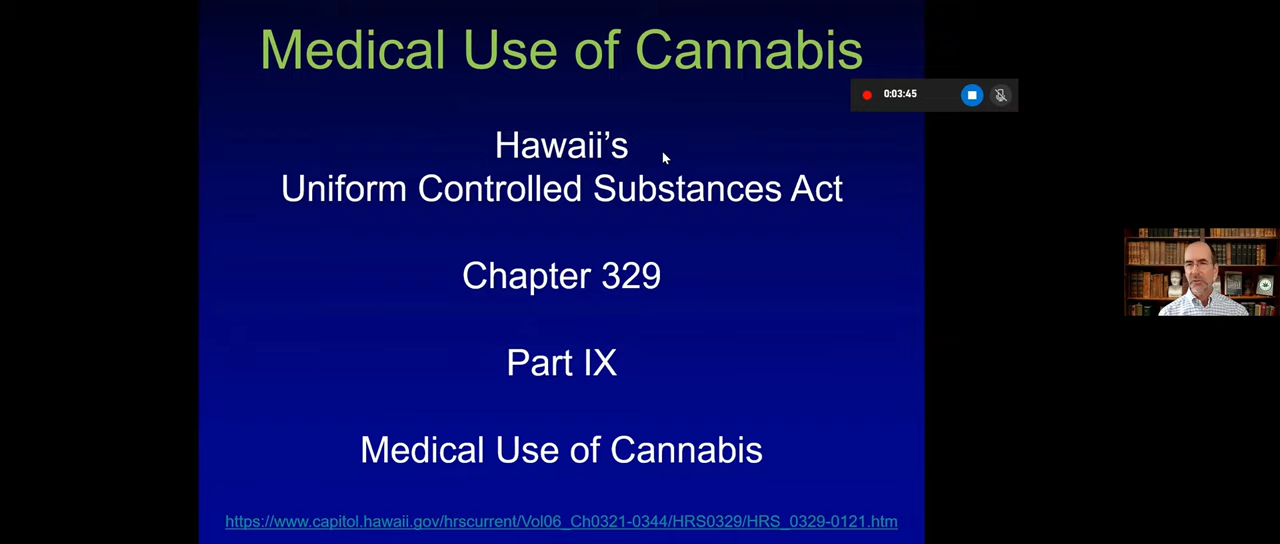 Medical Use of Cannabis
0:03:45
Hawaii's
Uniform Controlled Substances Act
Chapter 329
Part IX
Medical Use of Cannabis
https://www.capitol.hawaii.gov/hrscurrent/Vol06_Ch0321-0344/HRS0329/HRS_0329-0121.htm